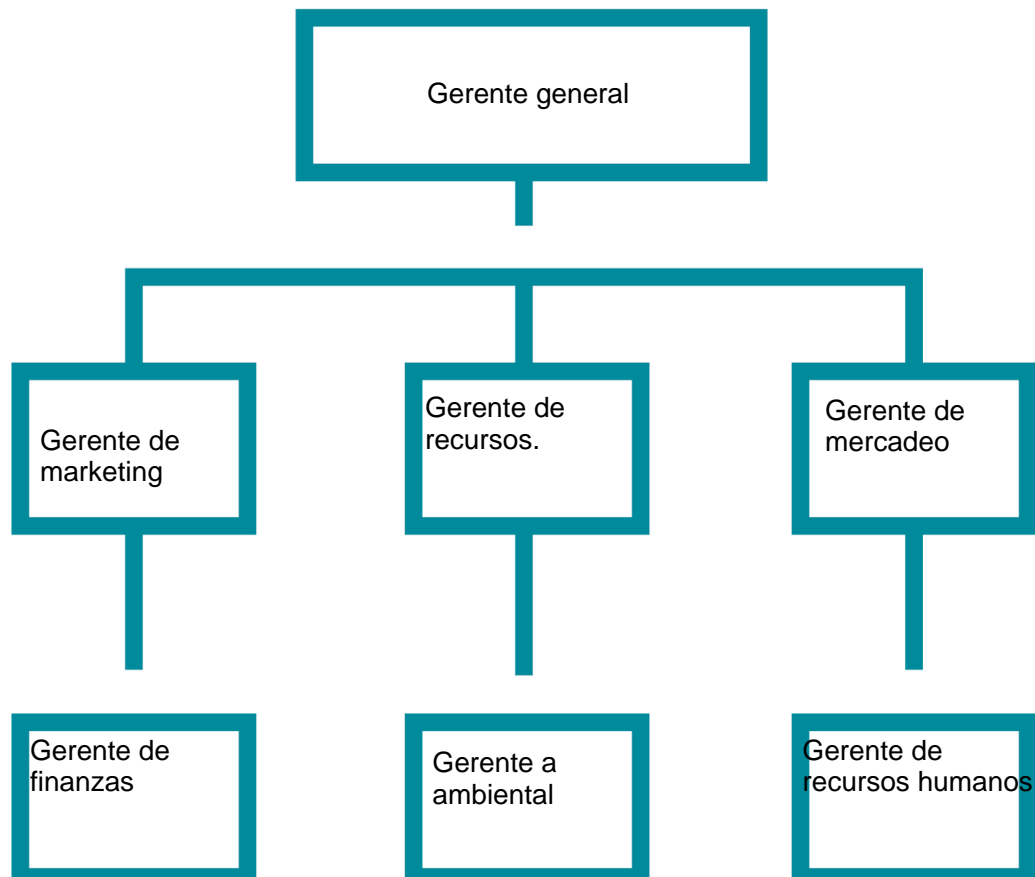 Gerente general
Gerente de
marketing
Gerente de
recursos.
Gerente de
mercadeo
Gerente de
finanzas
Gerente a
ambiental
Gerente de
recursos humanos